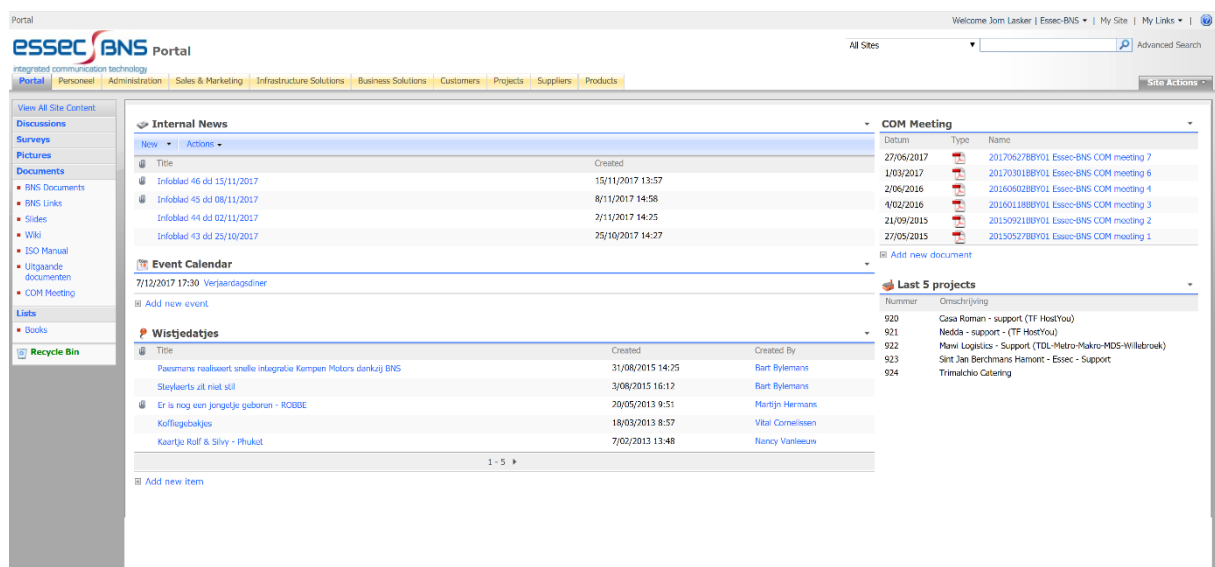 Portal
Welcome Jorn Lasker | Essec-BNS | My Site | My Links |
essec BNS Portal
integrated communication technology
All Sites
Advanced Search
Portal Personeel Administration Sales & Marketing Infrastructure Solutions Business Solutions Customers Projects Suppliers Products
Site Actions
View All Site Content
Discussions
Surveys
Pictures
Documents
BNS Documents
BNS Links
Slides
Wiki
ISO Manual
Uitgaande
documenten
COM Meeting
Lists
Books
Recycle Bin
Internal News
New Actions
Title Created
Infoblad 46 dd 15/11/2017 15/11/2017 13:57
Infoblad 45 dd 08/11/2017 8/11/2017 14:58
Infoblad 44 dd 02/11/2017 2/11/2017 14:25
Infoblad 43 dd 25/10/2017 25/10/2017 14:27
Event Calendar
7/12/2017 17:30 Verjaardagsdiner
Add new event
Wistjedatjes
Title Created Created By
Paesmans realiseert snelle integratie Kempen Motors dankzij BNS 31/08/2015 14:25 Bart Bylemans
Steylaerts zit niet stil 3/08/2015 16:12 Bart Bylemans
Er is nog een jongetje geboren - ROBBE 20/05/2013 9:51 Martijn Hermans
Koffiegebakjes 18/03/2013 8:57 Vital Cornelissen
Kaartje Rolf & Silvy - Phuket 7/02/2013 13:48 Nancy Vanleeuw
1 - 5
Add new item
COM Meeting
Datum Type Name
27/06/2017 20170627BBY01 Essec-BNS COM meeting 7
1/03/2017 20170301BBY01 Essec-BNS COM meeting 6
2/06/2016 20160602BBY01 Essec-BNS COM meeting 4
4/02/2016 20160118BBY01 Essec-BNS COM meeting 3
21/09/2015 20150921BBY01 Essec-BNS COM meeting 2
27/05/2015 20150527BBY01 Essec-BNS COM meeting 1
Add new document
Last 5 projects
Nummer Omschrijving
920 Casa Roman - support (TF HostYou)
921 Nedda - support - (TF HostYou)
922 Mawi Logistics - Support (TDL-Metro-Makro-MDS-Willebroek)
923 Sint Jan Berchmans Hamont - Essec - Support
924 Trimalchio Catering